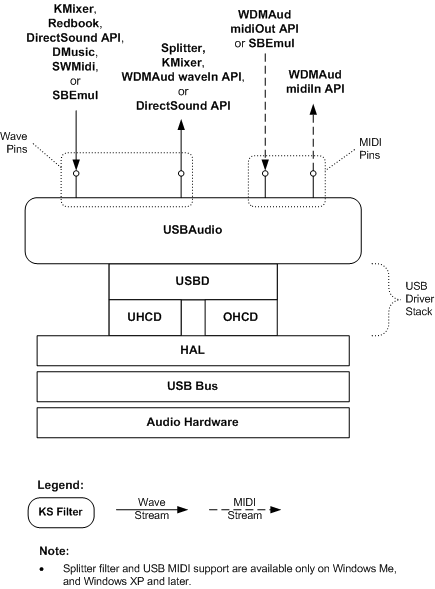 KMixer,
Redbook,
DirectSound API,
DMusic,
SWMidi,
or
SBEmul
Splitter,
KMixer,
WDMAud waveIn API,
or
DirectSound API
WDMAud
midiOut API
or SBEmul
WDMAud
midiIn API
Wave
Pins
MIDI
Pins
USBAudio
USBD
UHCD
OHCD
USB
Driver
Stack
HAL
USB Bus
Audio Hardware
Legend:
KS Filter
Wave
Stream
MIDI
Stream
Note:
• Splitter filter and USB MIDI support are available only on Windows Me,
and Windows XP and later.